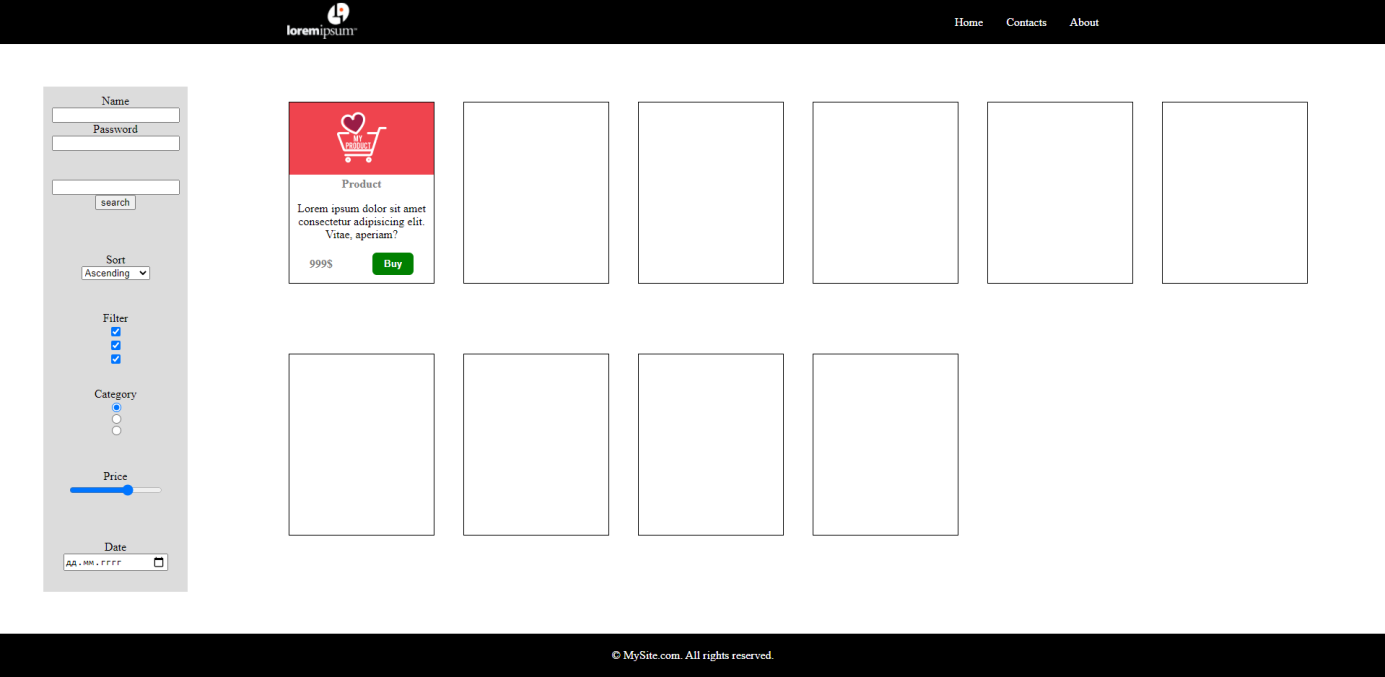 loremipsum™
Home
Contacts
About
Name
Password
search
Sort
Ascending
Filter
Category
Price
Date
дд.мм.гггг
MY
PRODUCT
Product
Lorem ipsum dolor sit amet
consectetur adipisicing elit.
Vitae, aperiam?
999$
Buy
© MySite.com. All rights reserved.